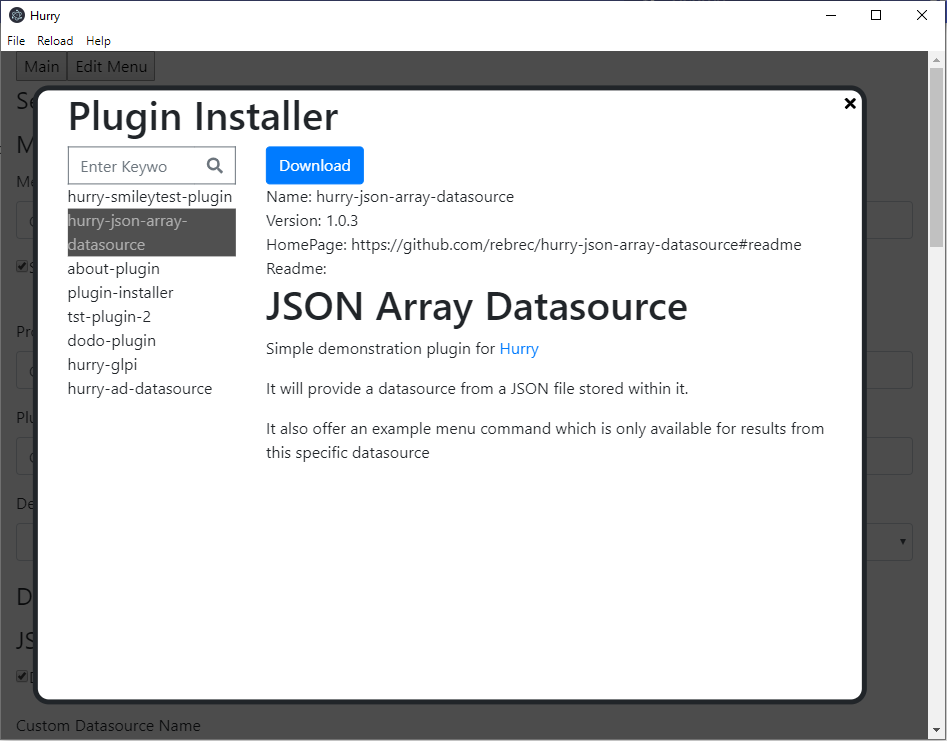 Hurry
File Reload Help
Main Edit Menu
Plugin Installer
Enter Keywo
Download
hurry-smileytest-plugin
hurry-json-array-
datasource
about-plugin
plugin-installer
tst-plugin-2
dodo-plugin
hurry-glpi
hurry-ad-datasource
Name: hurry-json-array-datasource
Version: 1.0.3
HomePage: https://github.com/rebrec/hurry-json-array-datasource#readme
Readme:
JSON Array Datasource
Simple demonstration plugin for Hurry
It will provide a datasource from a JSON file stored within it.
It also offer an example menu command which is only available for results from
this specific datasource
Custom Datasource Name